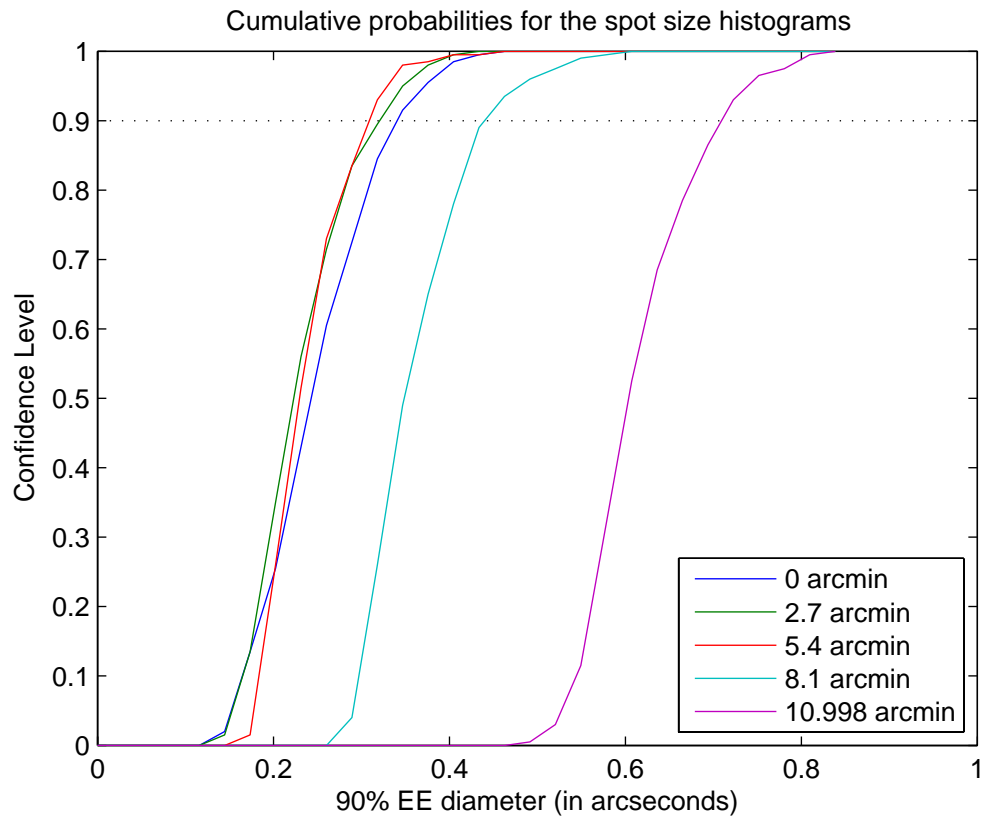 Cumulative probabilities for the spot size histograms
1
0.9
0.8
0.7
0.6
0.5
0.4
0.3
0.2
0.1
0
Confidence Level
0 arcmin
2.7 arcmin
5.4 arcmin
8.1 arcmin
10.998 arcmin
0
0.2
0.4
0.6
0.8
1
90% EE diameter (in arcseconds)